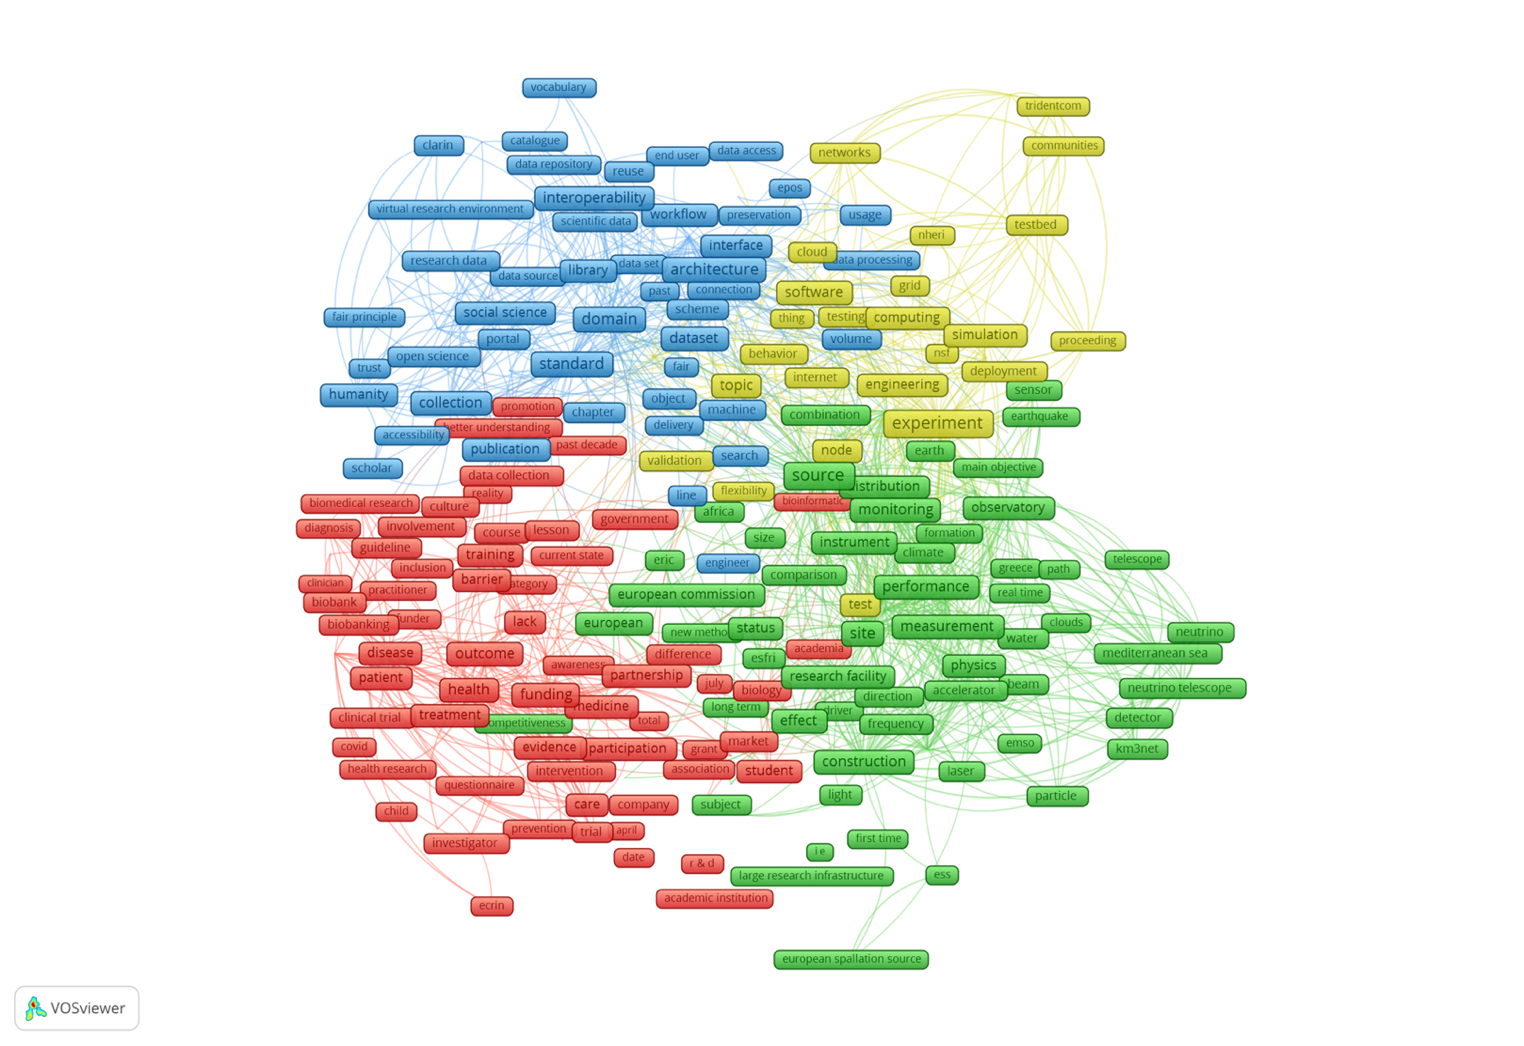 vocabulary
tridentcom
catalogue
clarin
communities
data repository
end user
data access
networks
reuse
epos
interoperability
virtual research environment
scientific data
workflow
preservation
usage
testbed
nheri
interface
cloud
data processing
research data
data source
library
data set
architecture
past
connection
software
grid
fair principle
social science
domain
scheme
thing
testing
computing
portal
dataset
volume
simulation
proceeding
open science
trust
standard
behavior
nsf
fair
internet
engineering
deployment
topic
humanity
collection
promotion
chapter
object
machine
combination
sensor
earthquake
better understanding
delivery
experiment
accessibility
publication
past decade
validation
search
node
earth
scholar
data collection
source
main objective
reality
line
flexibility
distribution
biomedical research
culture
bioinformatic
monitoring
observatory
diagnosis
involvement
course
lesson
government
africa
size
formation
guideline
training
current state
eric
engineer
instrument
climate
telescope
inclusion
greece
path
clinician
practitioner
barrier
category
comparison
performance
real time
biobank
european commission
test
biobanking
funder
lack
european
new metho
status
site
measurement
water
clouds
neutrino
disease
outcome
awareness
difference
esfri
academia
physics
mediterranean sea
patient
health
funding
partnership
july
biology
research facility
direction
accelerator
beam
neutrino telescope
clinical trial
treatment
competitiveness
medicine
total
long term
effect
driver
frequency
detector
covid
evidence
participation
grant
market
emso
km3net
health research
intervention
association
student
construction
laser
questionnaire
child
care
company
subject
light
particle
investigator
prevention
trial
april
first time
date
r & d
i e
large research infrastructure
ess
ecrin
academic institution
european spallation source
VOSviewer